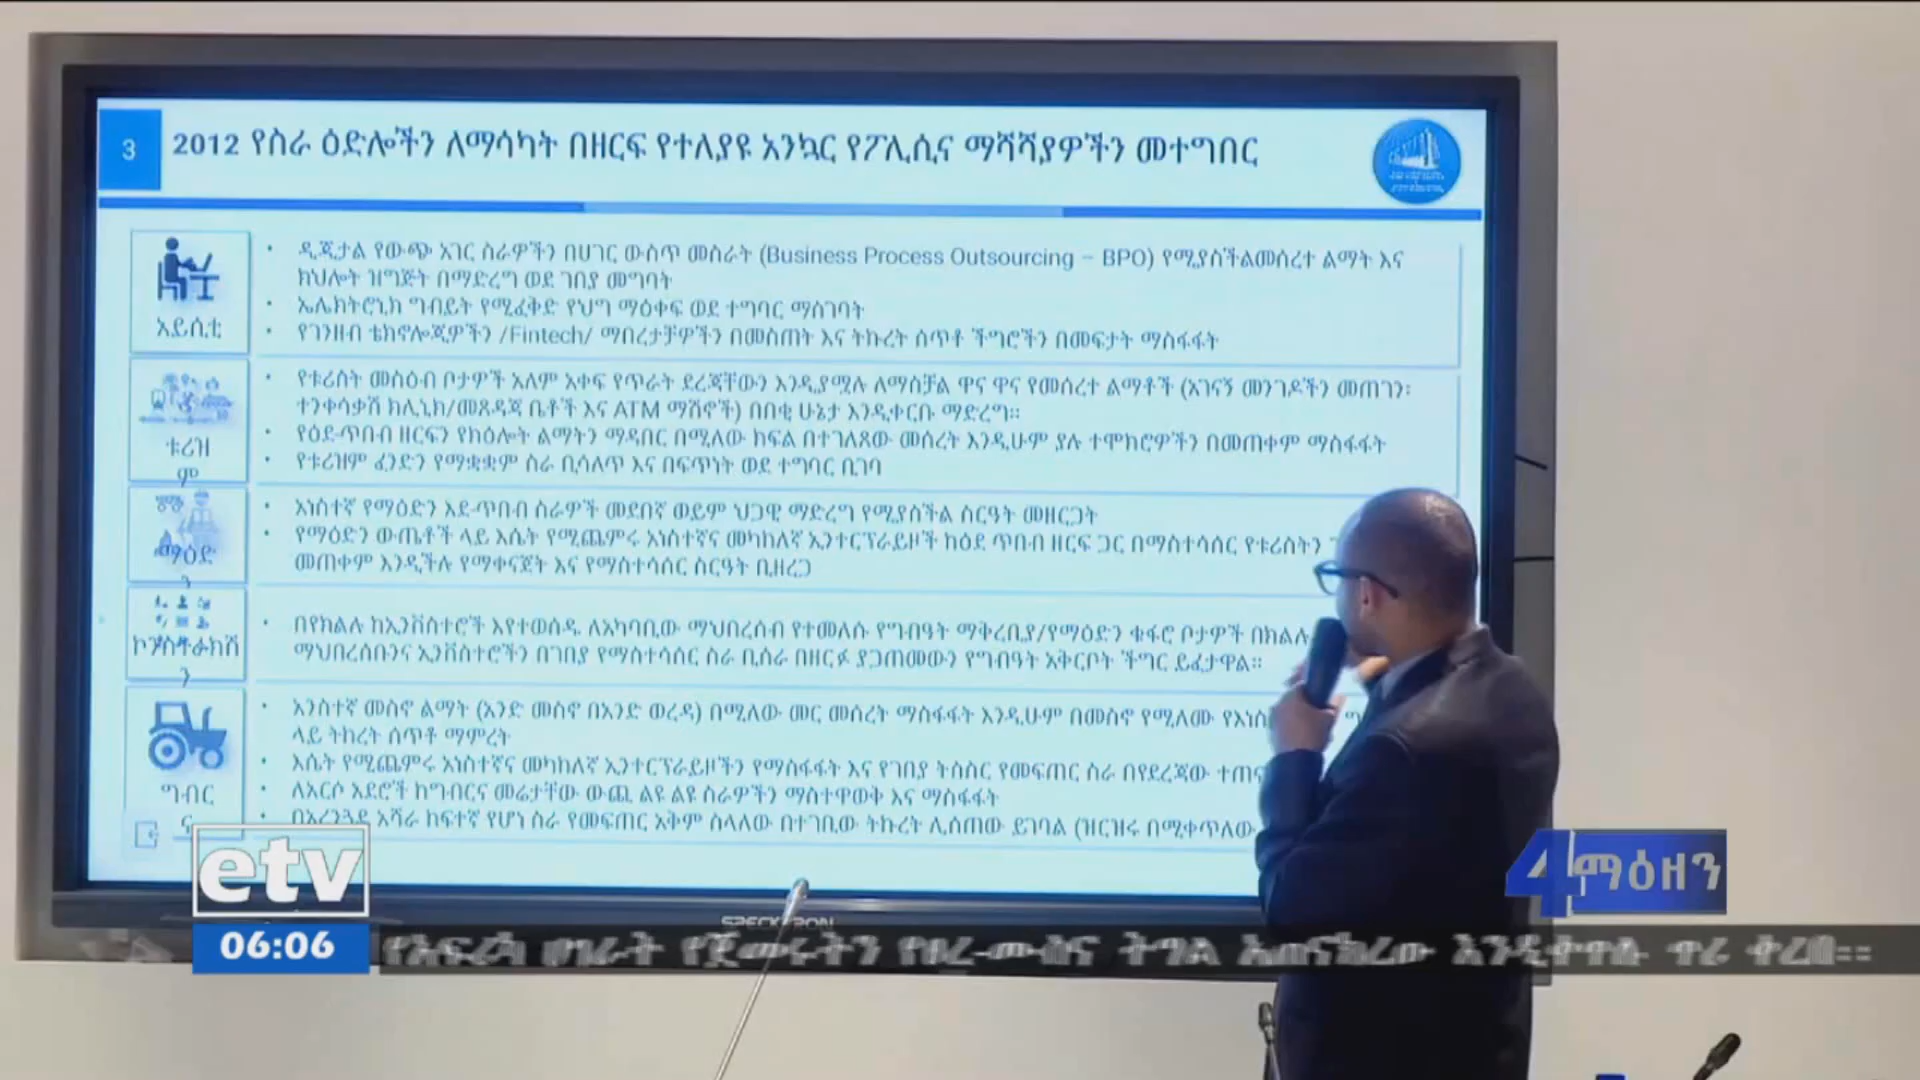 3
2012 የስራ ዕድሎችን ለማሳካት በዘርፍ የተለያዩ አንኳር የፖሊሲና ማሻሻያዎችን መተግበር
• ዲጂታል የውጭ አገር ስራዎችን በሀገር ውስጥ መስራት (Business Process Outsourcing – BPO) የሚያስችልመሰረተ ልማት እና
ክህሎት ዝግጅት በማድረግ ወደ ገበያ መግባት
• ኤሌክትሮኒክ ግብይት የሚፈቅድ የህግ ማዕቀፍ ወደ ተግባር ማስገባት
• የገንዘብ ቴክኖሎጂዎችን /Fintech/ ማበረታቻዎችን በመስጠት እና ትኩረት ሰጥቶ ችግሮችን በመፍታት ማስፋፋት
አይሲቲ
• የቱሪስት መስዕብ ቦታዎች አለም አቀፍ የጥራት ደረጃቸውን እንዲያሟሉ ለማስቻል ዋና ዋና የመሰረተ ልማቶች (አገናኝ መንገዶችን መጠገን፡
ተንቀሳቃሽ ክሊኒክ/መጸዳጃ ቤቶች እና ATM ማሽኖች) በበቂ ሁኔታ እንዲቀርቡ ማድረግ።
• የዕደ-ጥበብ ዘርፍን የክዕሎት ልማትን ማዳበር በሚለው ክፍል በተገለጸው መሰረት እንዲሁም ያሉ ተሞክሮዎችን በመጠቀም ማስፋፋት
• የቱሪዝም ፈንድን የማቋቋም ስራ ቢሳለጥ እና በፍጥነት ወደ ተግባር ቢገባ
ቱሪዝ
ም
• አነስተኛ የማዕድን እደ-ጥበብ ስራዎች መደበኛ ወይም ህጋዊ ማድረግ የሚያስችል ስርዓት መዘርጋት
• የማዕድን ውጤቶች ላይ እሴት የሚጨምሩ አነስተኛና መካከለኛ ኢንተርፕራይዞች ከዕደ ጥበብ ዘርፍ ጋር በማስተሳሰር የቱሪስትን
መጠቀም እንዲችሉ የማቀናጀት እና የማስተሳሰር ስርዓት ቢዘረጋ
ማዕድ
ን
• በየክልሉ ከኢንቨስተሮች እየተወሰዱ ለአካባቢው ማህበረሰብ የተመለሱ የግብዓት ማቅረቢያ/የማዕድን ቁፋሮ ቦታዎች በክልሉ
ማህበረሰቡንና ኢንቨስተሮችን በገበያ የማስተሳሰር ስራ ቢሰራ በዘርፉ ያጋጠመውን የግብዓት አቅርቦት ችግር ይፈታዋል።
ኮንስትራክሽ
ን
• አንስተኛ መስኖ ልማት (አንድ መስኖ በአንድ ወረዳ) በሚለው መር መሰረት ማስፋፋት እንዲሁም በመስኖ የሚለሙ
ላይ ትከረት ሰጥቶ ማምረት
• እሴት የሚጨምሩ አነስተኛና መካከለኛ ኢንተርፕራይዞችን የማስፋፋት እና የገበያ ትስስር የመፍጠር ስራ በየደረጃው
• ለአርሶ አደሮች ከግብርና መሬታቸው ውጪ ልዩ ልዩ ስራዎችን ማስተዋወቅ እና ማስፋፋት
• በአረንጓዴ አሻራ ከፍተኛ የሆነ ስራ የመፍጠር አቅም ስላለው በተገቢው ትኩረት ሊሰጠው ይገባል (ዝርዝሩ በሚቀጥለው
ግብር
ና
etv
06:06
4ማዕዘን